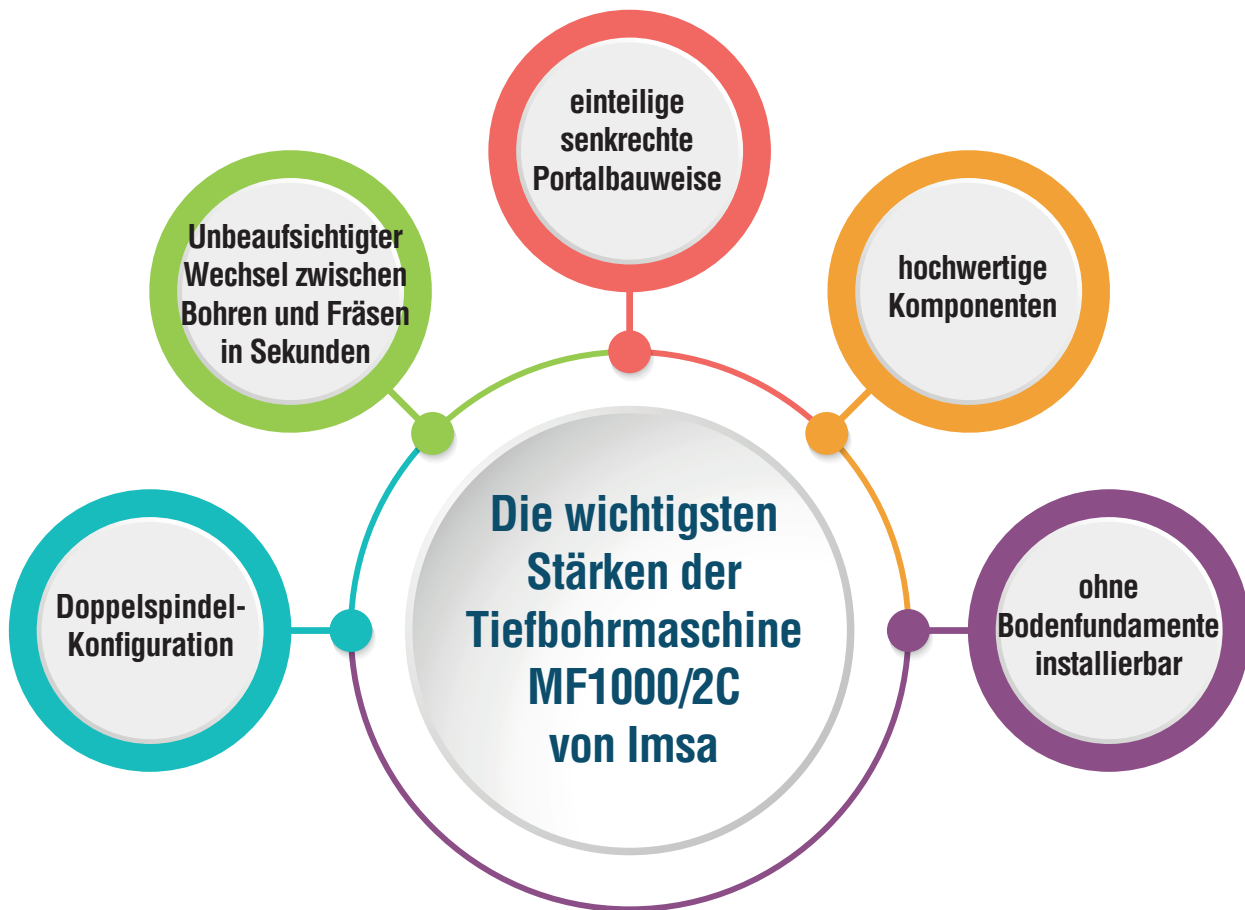 einteilige
senkrechte
Portalbauweise
Unbeaufsichtigter
Wechsel zwischen
Bohren und Fräsen
in Sekunden
hochwertige
Komponenten
Die wichtigsten
Stärken der
Tiefbohrmaschine
MF1000/2C
von Imsa
Doppelspindel-
Konfiguration
ohne
Bodenfundamente
installierbar